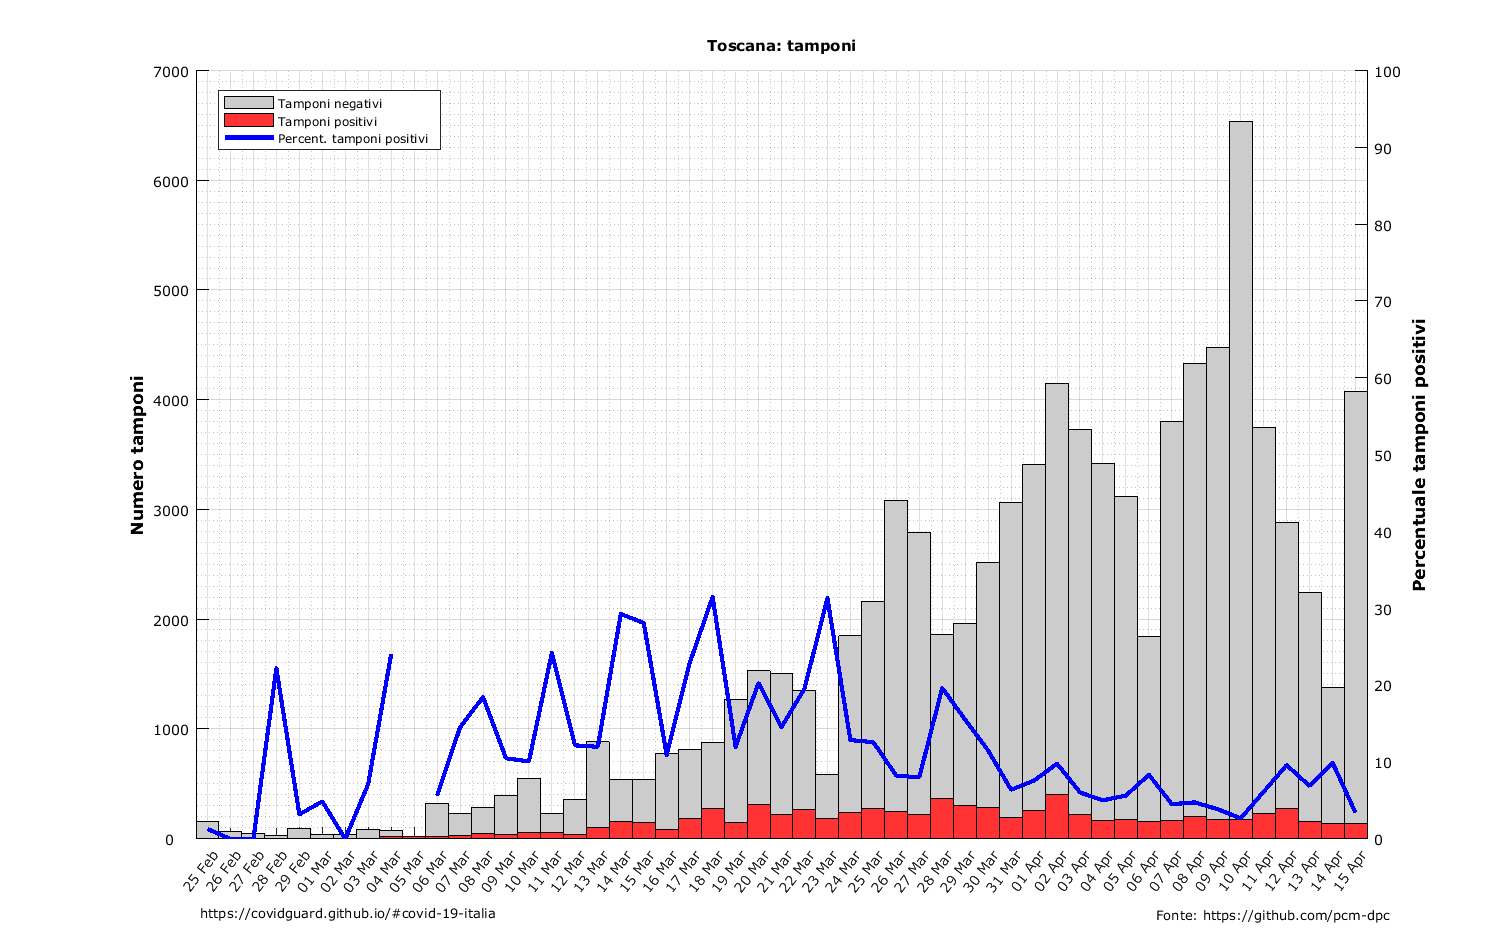 Toscana: tamponi
7000
6000
5000
4000
3000
2000
1000
0
Numero tamponi
Tamponi negativi
Tamponi positivi
Percent. tamponi positivi
100
90
80
70
60
50
40
30
20
10
0
Percentuale tamponi positivi
25 Feb
26 Feb
27 Feb
28 Feb
29 Feb
01 Mar
02 Mar
03 Mar
04 Mar
05 Mar
06 Mar
07 Mar
08 Mar
09 Mar
10 Mar
11 Mar
12 Mar
13 Mar
14 Mar
15 Mar
16 Mar
17 Mar
18 Mar
19 Mar
20 Mar
21 Mar
22 Mar
23 Mar
24 Mar
25 Mar
26 Mar
27 Mar
28 Mar
29 Mar
30 Mar
31 Mar
01 Apr
02 Apr
03 Apr
04 Apr
05 Apr
06 Apr
07 Apr
08 Apr
09 Apr
10 Apr
11 Apr
12 Apr
13 Apr
14 Apr
15 Apr
https://covidguard.github.io/#covid-19-italia
Fonte: https://github.com/pcm-dpc